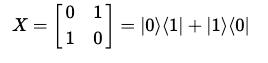 X = [0 1; 1 0] = |0⟩⟨1| + |1⟩⟨0|